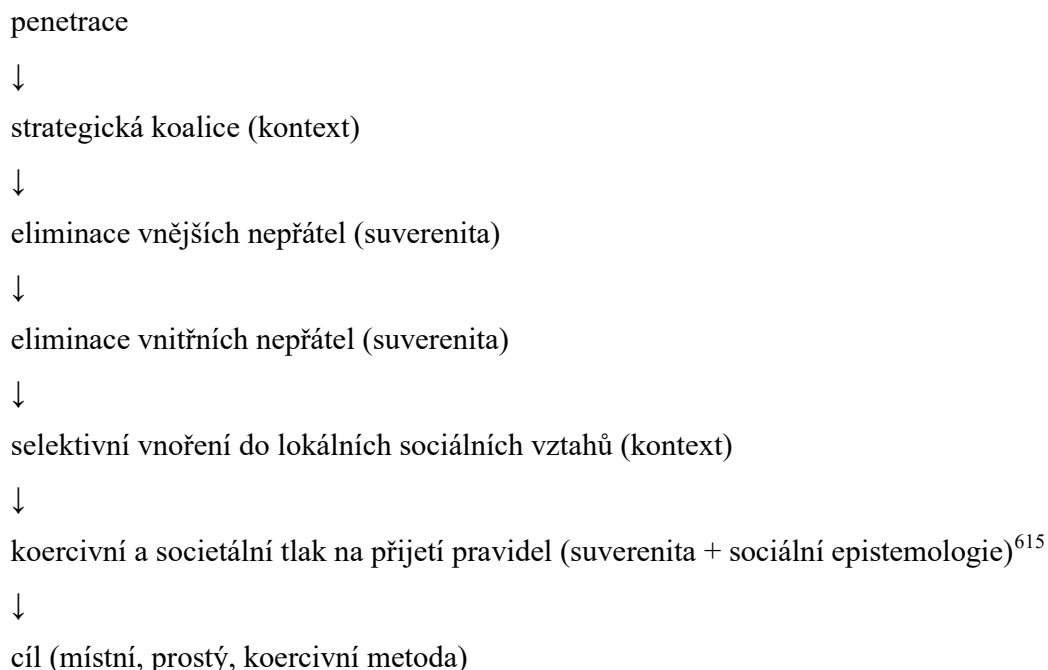 penetrace
↓
strategická koalice (kontext)
↓
eliminace vnějších nepřátel (suverenita)
↓
eliminace vnitřních nepřátel (suverenita)
↓
selektivní vnoření do lokálních sociálních vztahů (kontext)
↓
koercivní a societální tlak na přijetí pravidel (suverenita + sociální epistemologie)⁶¹⁵
↓
cíl (místní, prostý, koercivní metoda)